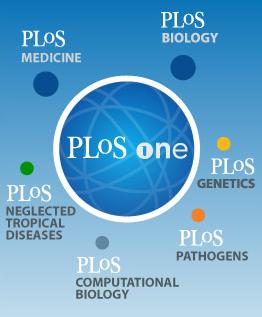 PLoS
MEDICINE
PLoS
BIOLOGY
PLoS one
PLoS
GENETICS
PLoS
NEGLECTED
TROPICAL
DISEASES
PLoS
PATHOGENS
PLoS
COMPUTATIONAL
BIOLOGY